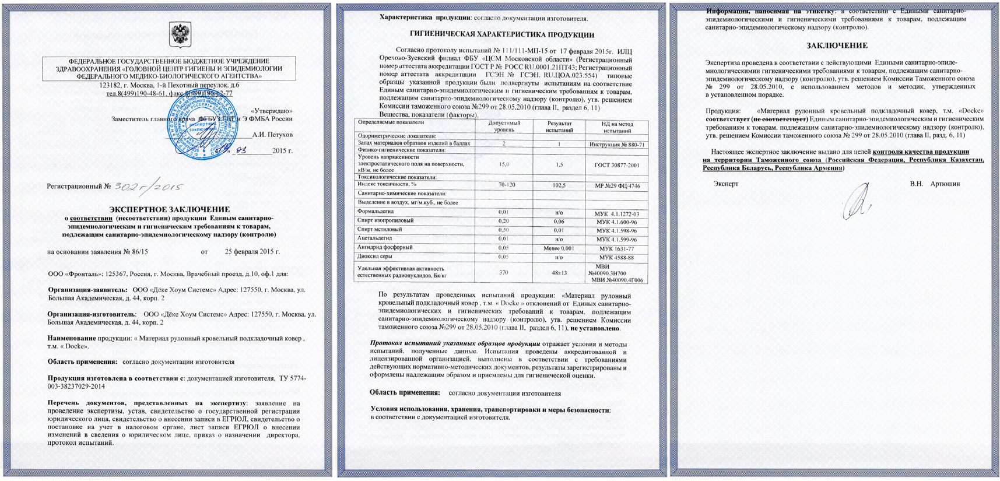 ФЕДЕРАЛЬНОЕ ГОСУДАРСТВЕННОЕ БЮДЖЕТНОЕ УЧРЕЖДЕНИЕ
ЗДРАВООХРАНЕНИЯ «ГОЛОВНОЙ ЦЕНТР ГИГИЕНЫ И ЭПИДЕМИОЛОГИИ
ФЕДЕРАЛЬНОГО МЕДИКО-БИОЛОГИЧЕСКОГО АГЕНТСТВА»
123182, г. Москва, 1-й Пехотный переулок, д.6
тел.8(499)190-48-61, факс 8(499)196-62-77
«Утверждаю»
Заместитель главного врача ФГБУЗ ГЦГ и Э ФМБА России
А.И. Петухов
« » 03 2015 г.
Регистрационный № 302г/2015
ЭКСПЕРТНОЕ ЗАКЛЮЧЕНИЕ
о соответствии (несоответствии) продукции Единым санитарно-
эпидемиологическим и гигиеническим требованиям к товарам,
подлежащим санитарно-эпидемиологическому надзору (контролю)
на основании заявления № 86/15 от 25 февраля 2015 г.
ООО «Фронталь»: 125367, Россия, г. Москва, Врачебный проезд, д.10, оф.1 для:
Организация-заявитель: ООО «Дёке Хоум Системс» Адрес: 127550, г. Москва, ул.
Большая Академическая, д. 44, корп. 2
Организация-изготовитель: ООО «Дёке Хоум Системс» Адрес: 127550, г. Москва, ул.
Большая Академическая, д. 44, корп. 2
Наименование продукции: « Материал рулонный кровельный подкладочный ковер ,
т.м. « Docke».
Область применения: согласно документации изготовителя
Продукция изготовлена в соответствии с: документацией изготовителя, ТУ 5774-
003-38237029-2014
Перечень документов, представленных на экспертизу: заявление на
проведение экспертизы, устав, свидетельство о государственной регистрации
юридического лица, свидетельство о внесении записи в ЕГРЮЛ, свидетельство о
постановке на учет в налоговом органе, лист записи ЕГРЮЛ о внесении
изменений в сведения о юридическом лице, приказ о назначении директора,
протокол испытаний.
Характеристика продукции: согласно документации изготовителя.
ГИГИЕНИЧЕСКАЯ ХАРАКТЕРИСТИКА ПРОДУКЦИИ
Согласно протоколу испытаний № 111/111-МП-15 от 17 февраля 2015г. ИЛЦ
Орехово-Зуевский филиал ФБУ «ЦСМ Московской области» (Регистрационный
номер аттестата аккредитации ГОСТ Р № РОСС RU.0001.21ПТ43; Регистрационный
номер аттестата аккредитации ГСЭН № ГСЭН. RU.ЦОА.023.554) типовые
образцы указанной продукции были подвергнуты испытаниям на соответствие
Единым санитарно-эпидемиологическим и гигиеническим требованиям к товарам,
подлежащим санитарно-эпидемиологическому надзору (контролю), утв. решением
Комиссии таможенного союза №299 от 28.05.2010 (глава II, раздел 6, 11)
Вещества, показатели (факторы).
Определяемые показатели Допустимый уровень Результат испытаний НД на метод испытаний
Одориметрические показатели:
Запах материалов образцов изделий в баллах 2 1 Инструкция № 880-71
Физико-гигиенические показатели:
Уровень напряженности
электростатического поля на поверхности,
кВ/м, не более 15,0 1,5 ГОСТ 30877-2001
Токсикологические показатели:
Индекс токсичности, % 70-120 102,5 МР №29 ФЦ/4746
Санитарно-химические показатели:
Выделение в воздух, мг/м.куб., не более
Формальдегид 0,01 н/о МУК 4.1.1272-03
Спирт изопропиловый 0,20 0,06 МУК 4.1.600-96
Спирт метиловый 0,50 0,01 МУК 4.1.598-96
Ацетальдегид 0,01 н/о МУК 4.1.599-96
Ангидрид фосфорный 0,05 Менее 0,001 МУК 1631-77
Диоксид серы 0,05 н/о МУК 4588-88
Удельная эффективная активность
естественных радионуклидов, Бк/кг 370 48±13 МВИ №40090.3Н700 МВИ №40090.4Г006
По результатам проведенных испытаний продукции: «Материал рулонный
кровельный подкладочный ковер , т.м. « Docke » отклонений от Единых санитарно-
эпидемиологических и гигиенических требований к товарам, подлежащим
санитарно-эпидемиологическому надзору (контролю), утв. решением Комиссии
таможенного союза №299 от 28.05.2010 (глава II, раздел 6, 11), не установлено.
Протокол испытаний указанных образцов продукции отражает условия и методы
испытаний, полученные данные. Испытания проведены аккредитованной и
лицензированной организацией, выполнены в соответствии с требованиями
действующих нормативно-методических документов, результаты зарегистрированы и
оформлены надлежащим образом и приемлемы для гигиенической оценки.
Область применения: согласно документации изготовителя
Условия использования, хранения, транспортировки и меры безопасности:
в соответствии с документацией изготовителя.
Информация, наносимая на этикетку: в соответствии с Едиными санитарно-
эпидемиологическими и гигиеническими требованиями к товарам, подлежащим
санитарно-эпидемиологическому надзору (контролю).
ЗАКЛЮЧЕНИЕ
Экспертиза проведена в соответствии с действующими Едиными санитарно-эпиде-
миологическимии гигиеническими требованиями к товарам, подлежащим санитарно-
эпидемиологическому надзору (контролю), утв. решением Комиссии Таможенного союза
№ 299 от 28.05.2010, с использованием методов и методик, утвержденных
в установленном порядке.
Продукция: «Материал рулонный кровельный подкладочный ковер, т.м. «Docke»
соответствует (не соответствует) Единым санитарно-эпидемиологическим и гигиеническим
требованиям к товарам, подлежащим санитарно-эпидемиологическому надзору (контролю),
утв. решением Комиссии таможенного союза № 299 от 28.05.2010 (глава II, разд. 6, 11)
Настоящее экспертное заключение выдано для целей контроля качества продукции
на территории Таможенного союза (Российская Федерация, Республика Казахстан,
Республика Беларусь, Республика Армения)
Эксперт В.Н. Артюшин